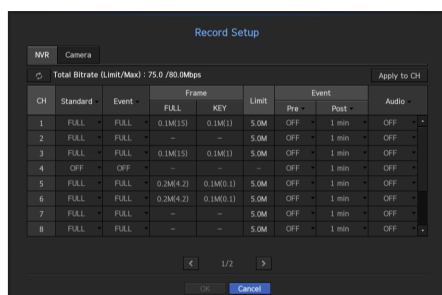 Record Setup
NVR Camera
Total Bitrate (Limit/Max) : 75.0 /80.0Mbps Apply to CH
CH Standard Event Frame Limit Event Audio
FULL KEY Pre Post
1 FULL FULL 0.1M(15) 0.1M(1) 5.0M OFF 1 min OFF
2 FULL FULL – – 5.0M OFF 1 min OFF
3 FULL FULL 0.1M(15) 0.1M(1) 5.0M OFF 1 min OFF
4 OFF OFF – – – OFF 1 min OFF
5 FULL FULL 0.2M(4.2) 0.1M(0.1) 5.0M OFF 1 min OFF
6 FULL FULL 0.2M(4.2) 0.1M(0.1) 5.0M OFF 1 min OFF
7 FULL FULL – – 5.0M OFF 1 min OFF
8 FULL FULL – – 5.0M OFF 1 min OFF
< 1/2 >
OK Cancel